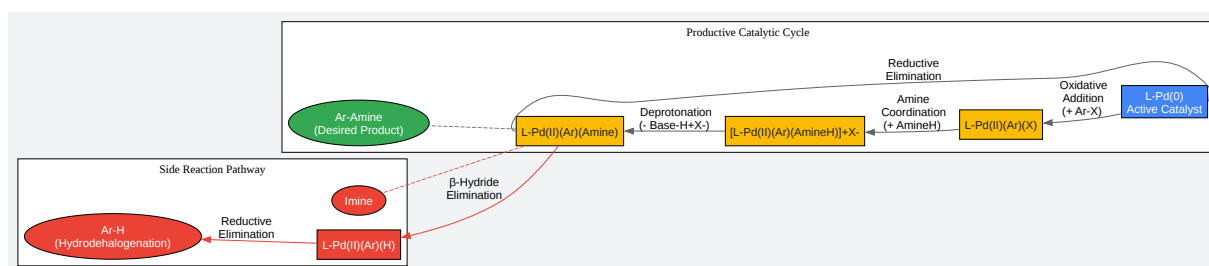 Productive Catalytic Cycle
Reductive
Elimination
Oxidative
Addition
(+ Ar-X)
L-Pd(0)
Active Catalyst
Amine
Coordination
(+ AmineH)
Deprotonation
(- Base-H+X-)
Ar-Amine
(Desired Product)
L-Pd(II)(Ar)(Amine)
[L-Pd(II)(Ar)(AmineH)]+X-
L-Pd(II)(Ar)(X)
Side Reaction Pathway
β-Hydride
Elimination
Imine
Ar-H
(Hydrodehalogenation)
Reductive
Elimination
L-Pd(II)(Ar)(H)